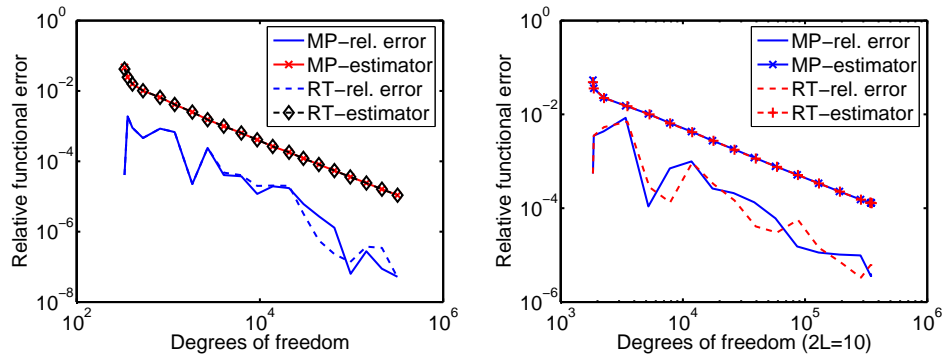 Relative functional error
10^0
10^-2
10^-4
10^-6
10^-8
10^2
10^4
10^6
Degrees of freedom
MP-rel. error
MP-estimator
RT-rel. error
RT-estimator
Relative functional error
10^0
10^-2
10^-4
10^-6
10^3
10^4
10^5
10^6
Degrees of freedom (2L=10)
MP-rel. error
MP-estimator
RT-rel. error
RT-estimator